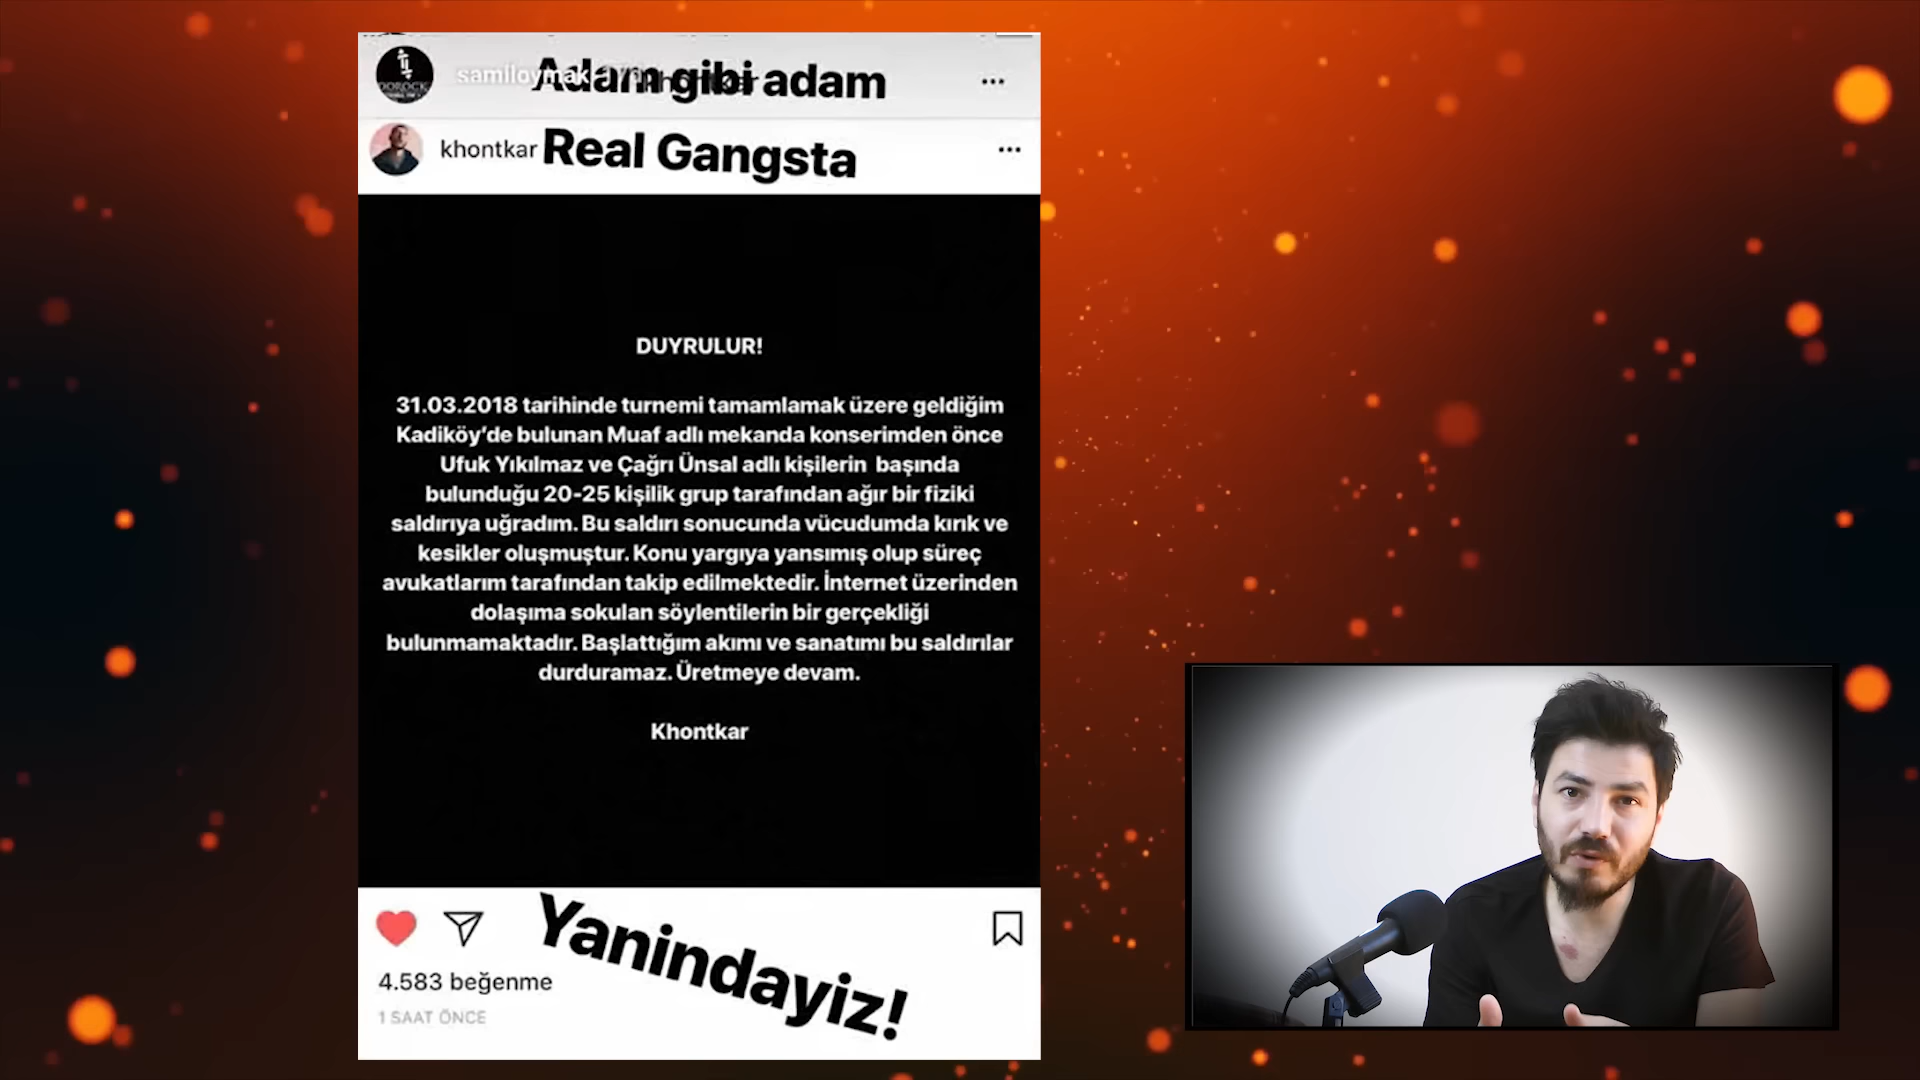 samiloymak
Adam gibi adam
khontkar
Real Gangsta
DUYRULUR!
31.03.2018 tarihinde turnemi tamamlamak üzere geldiğim
Kadiköy’de bulunan Muaf adlı mekanda konserimden önce
Ufuk Yıkılmaz ve Çağrı Ünsal adlı kişilerin başında
bulunduğu 20-25 kişilik grup tarafından ağır bir fiziki
saldırıya uğradım. Bu saldırı sonucunda vücudumda kırık ve
kesikler oluşmuştur. Konu yargıya yansımış olup süreç
avukatlarım tarafından takip edilmektedir. İnternet üzerinden
dolaşıma sokulan söylentilerin bir gerçekliği
bulunmamaktadır. Başlattığım akımı ve sanatımı bu saldırılar
durduramaz. Üretmeye devam.
Khontkar
Yanindayiz!
4.583 beğenme
1 SAAT ÖNCE